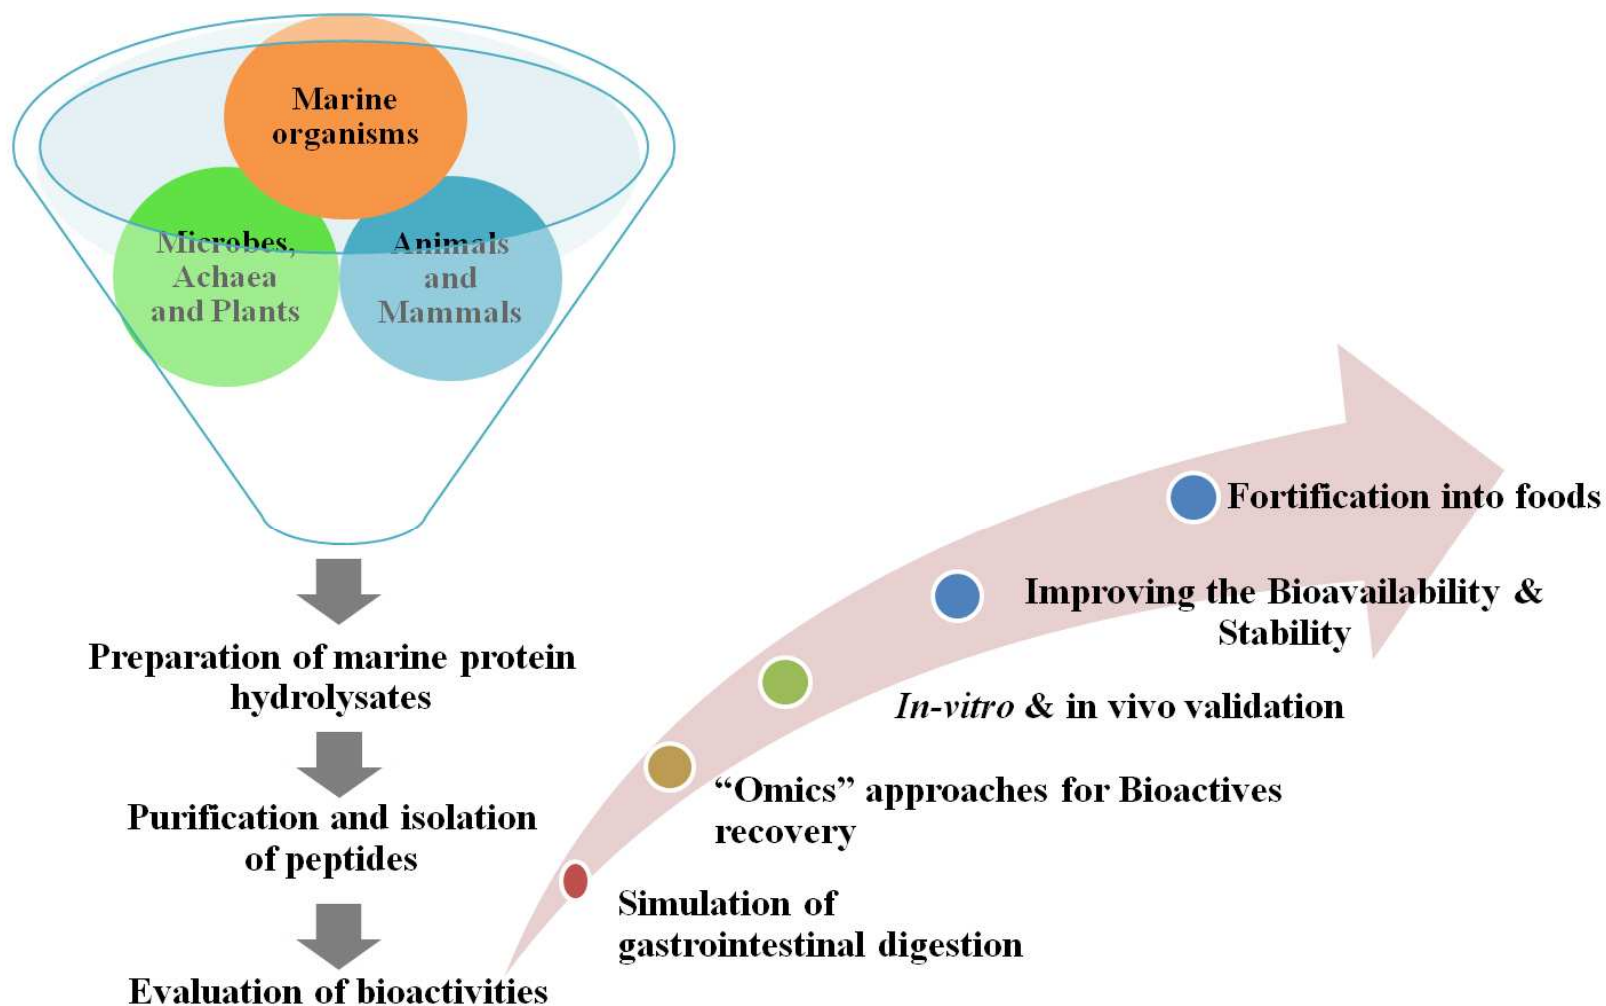 Marine
organisms
Microbes,
Achaea
and Plants
Animals
and
Mammals
Preparation of marine protein
hydrolysates
Purification and isolation
of peptides
Evaluation of bioactivities
Simulation of
gastrointestinal digestion
“Omics” approaches for Bioactives
recovery
In-vitro & in vivo validation
Improving the Bioavailability &
Stability
Fortification into foods